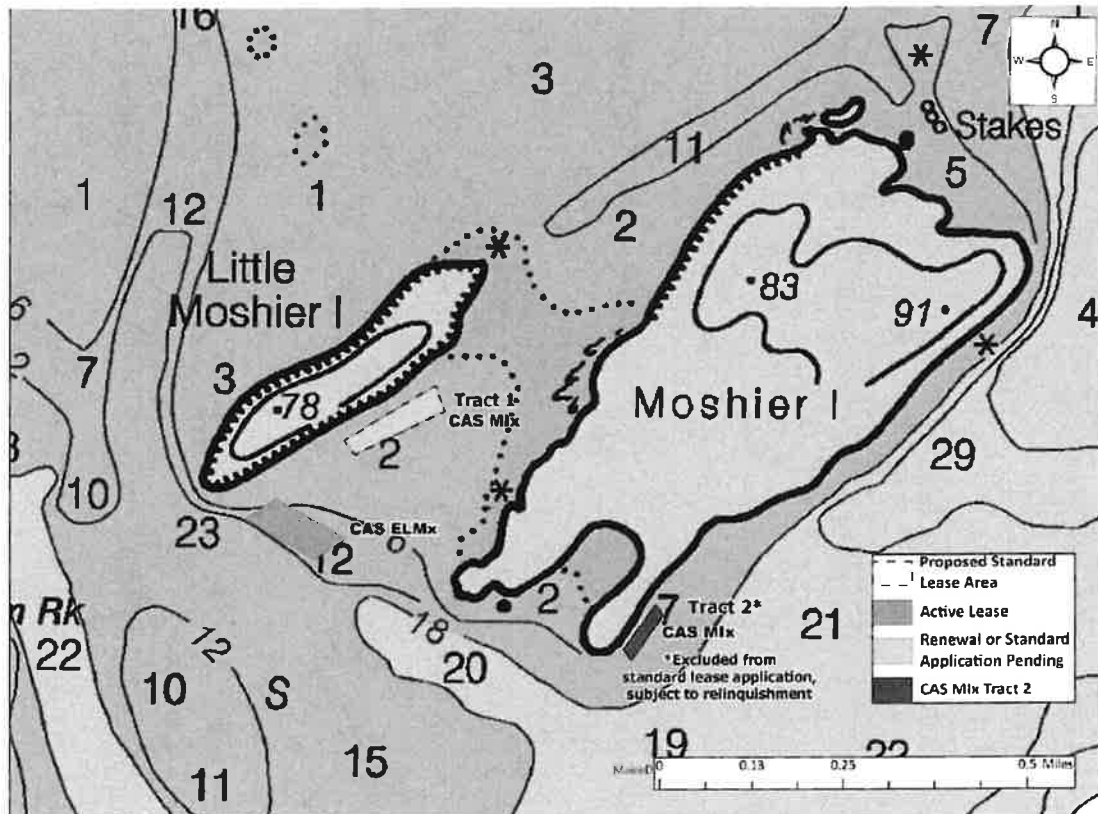 16
3
7
N
W
E
S
11
Stakes
5
1
12
1
2
Little
Moshier I
83
91
4
6
7
3
78
Tract 1
CAS MIx
2
Moshier I
29
10
23
CAS ELMx
12
6
2
7
Tract 2*
CAS MIx
*Excluded from
standard lease application,
subject to relinquishment
21
Rk
22
12
18
20
10
S
11
15
19
22
Proposed Standard
Lease Area
Active Lease
Renewal or Standard
Application Pending
CAS MIx Tract 2
0
0.13
0.25
0.5 Miles